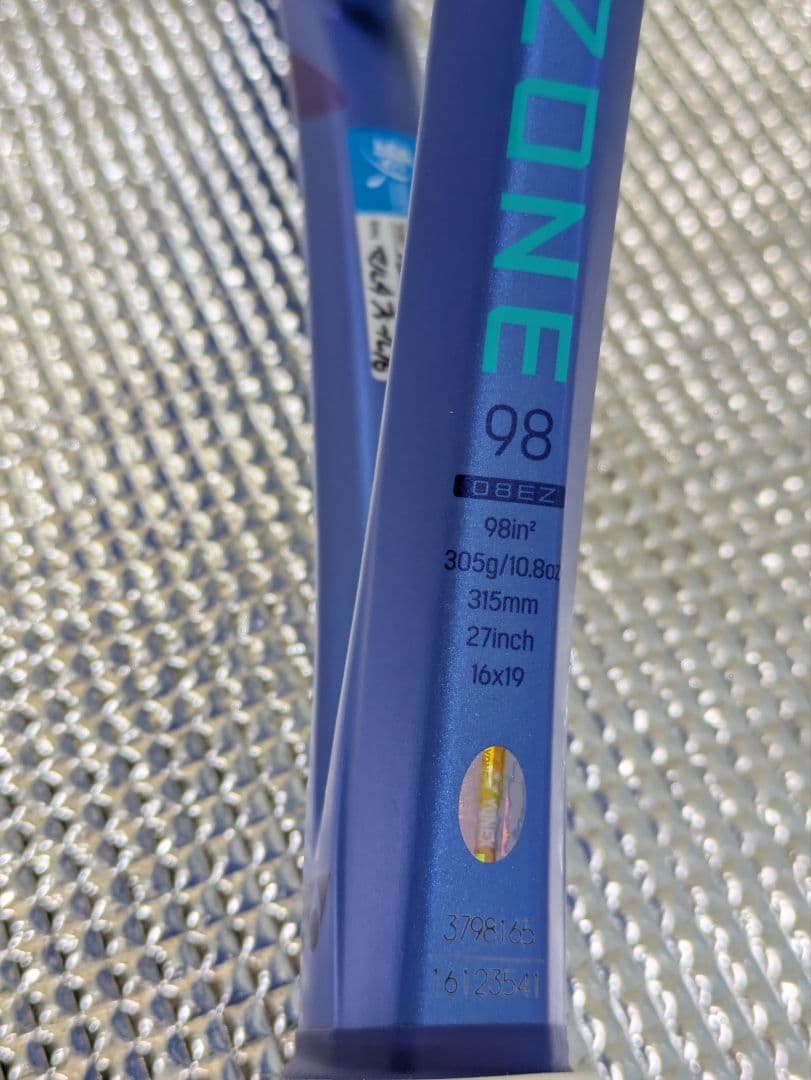 ZONE
98
08EZ
98in²
305g/10.8oz
315mm
27inch
16x19
3798165
16123541